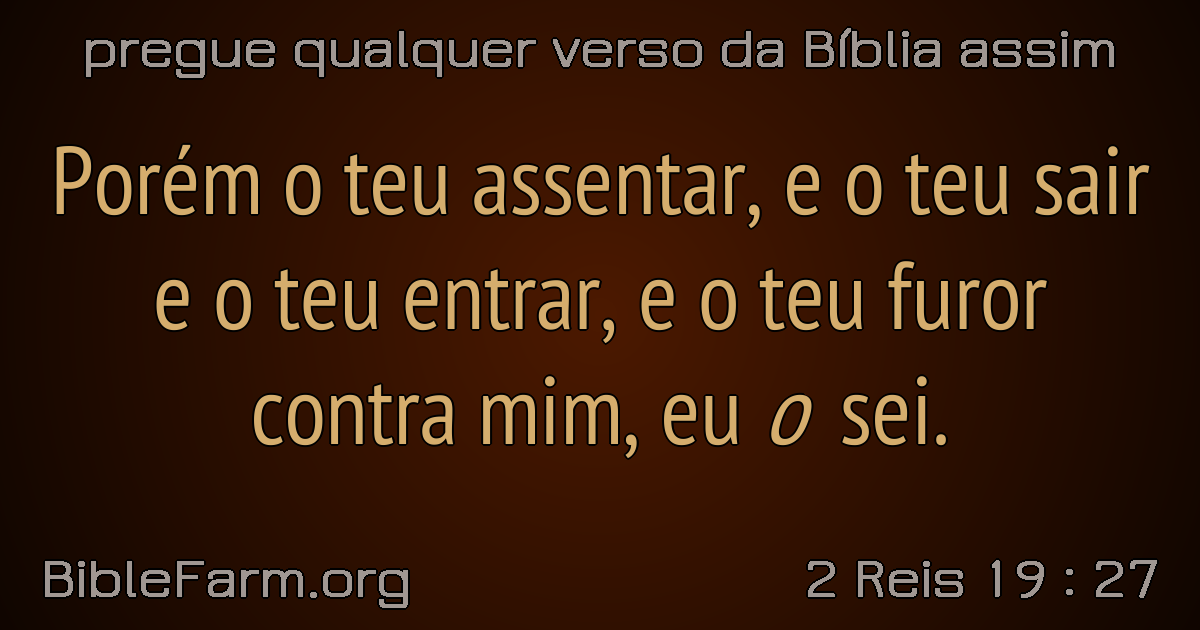 pregue qualquer verso da Bíblia assim
Porém o teu assentar, e o teu sair
e o teu entrar, e o teu furor
contra mim, eu o sei.
BibleFarm.org
2 Reis 19 : 27